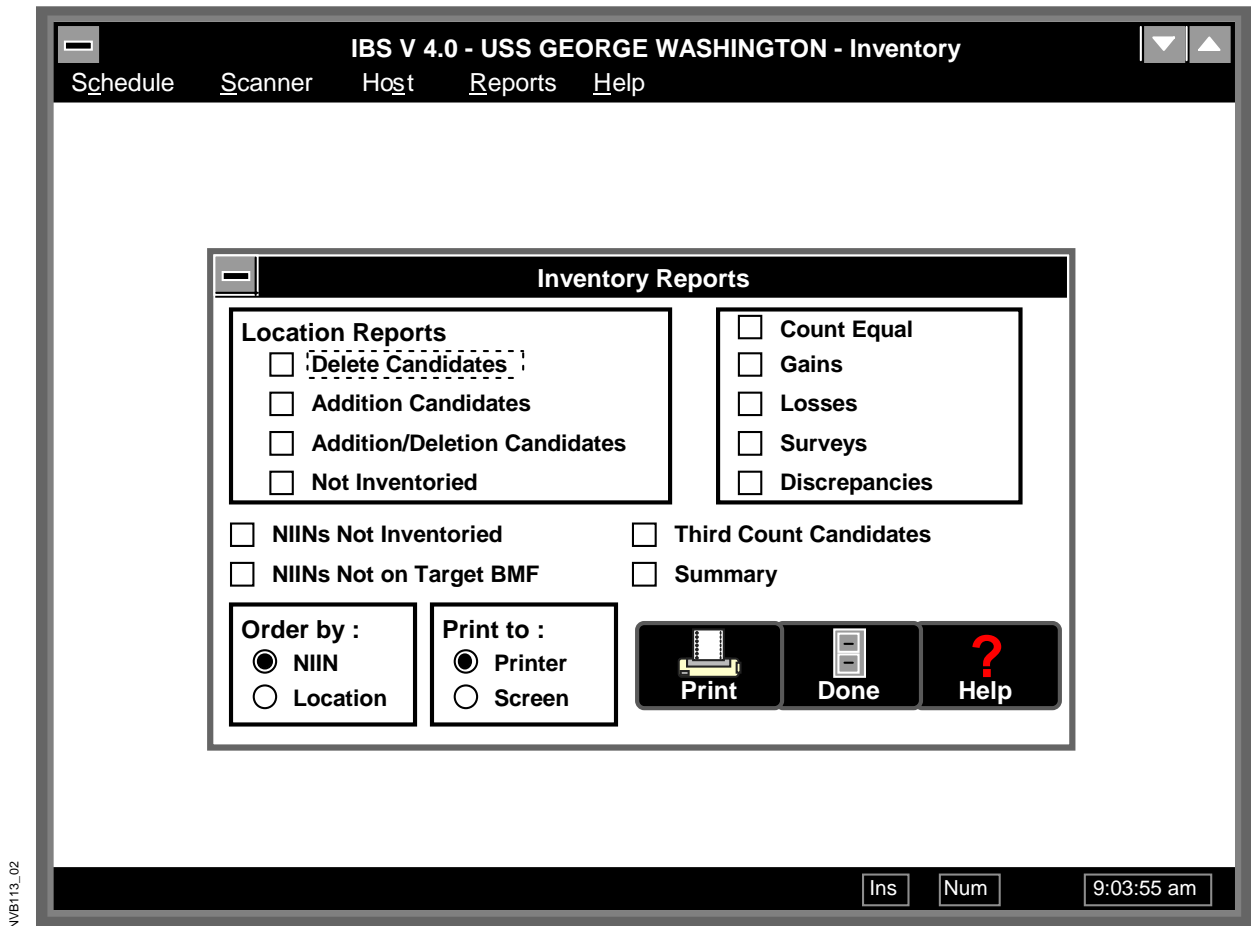 IBS V 4.0 - USS GEORGE WASHINGTON - Inventory
Schedule Scanner Host Reports Help
Inventory Reports
Location Reports
Delete Candidates
Addition Candidates
Addition/Deletion Candidates
Not Inventoried
Count Equal
Gains
Losses
Surveys
Discrepancies
NIINs Not Inventoried
NIINs Not on Target BMF
Third Count Candidates
Summary
Order by :
NIIN
Location
Print to :
Printer
Screen
Print
Done
? Help
Ins Num 9:03:55 am
NVB113_02